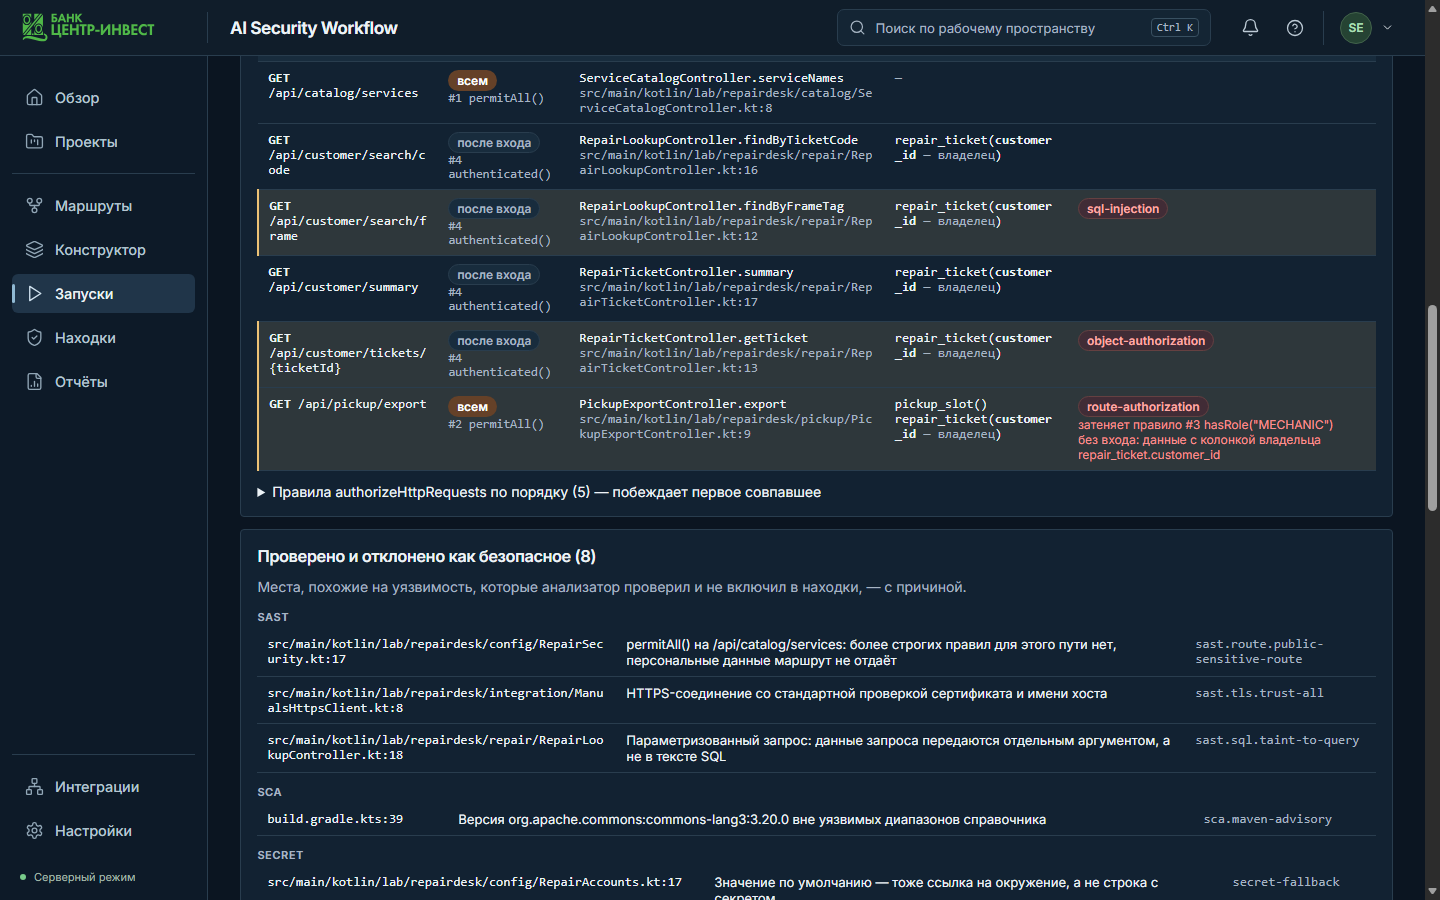 БАНК
ЦЕНТР-ИНВЕСТ
AI Security Workflow
Поиск по рабочему пространству
Ctrl K
SE
Обзор
Проекты
Маршруты
Конструктор
Запуски
Находки
Отчёты
Интеграции
Настройки
Серверный режим
GET
/api/catalog/services
всем
#1 permitAll()
ServiceCatalogController.serviceNames
src/main/kotlin/lab/repairdesk/catalog/Se
rviceCatalogController.kt:8
—
GET
/api/customer/search/c
ode
после входа
#4
authenticated()
RepairLookupController.findByTicketCode
src/main/kotlin/lab/repairdesk/repair/Rep
airLookupController.kt:16
repair_ticket(customer
_id — владелец)
GET
/api/customer/search/f
rame
после входа
#4
authenticated()
RepairLookupController.findByFrameTag
src/main/kotlin/lab/repairdesk/repair/Rep
airLookupController.kt:12
repair_ticket(customer
_id — владелец)
sql-injection
GET
/api/customer/summary
после входа
#4
authenticated()
RepairTicketController.summary
src/main/kotlin/lab/repairdesk/repair/Rep
airTicketController.kt:17
repair_ticket(customer
_id — владелец)
GET
/api/customer/tickets/
{ticketId}
после входа
#4
authenticated()
RepairTicketController.getTicket
src/main/kotlin/lab/repairdesk/repair/Rep
airTicketController.kt:13
repair_ticket(customer
_id — владелец)
object-authorization
GET /api/pickup/export
всем
#2 permitAll()
PickupExportController.export
src/main/kotlin/lab/repairdesk/pickup/Pic
kupExportController.kt:9
pickup_slot()
repair_ticket(customer
_id — владелец)
route-authorization
затеняет правило #3 hasRole("MECHANIC")
без входа: данные с колонкой владельца
repair_ticket.customer_id
Правила authorizeHttpRequests по порядку (5) — побеждает первое совпавшее
Проверено и отклонено как безопасное (8)
Места, похожие на уязвимость, которые анализатор проверил и не включил в находки, — с причиной.
SAST
src/main/kotlin/lab/repairdesk/config/RepairSec
urity.kt:17
permitAll() на /api/catalog/services: более строгих правил для этого пути нет,
персональные данные маршрут не отдаёт
sast.route.public-
sensitive-route
src/main/kotlin/lab/repairdesk/integration/Manu
alsHttpsClient.kt:8
HTTPS-соединение со стандартной проверкой сертификата и имени хоста
sast.tls.trust-all
src/main/kotlin/lab/repairdesk/repair/RepairLoo
kupController.kt:18
Параметризованный запрос: данные запроса передаются отдельным аргументом, а
не в тексте SQL
sast.sql.taint-to-query
SCA
build.gradle.kts:39
Версия org.apache.commons:commons-lang3:3.20.0 вне уязвимых диапазонов справочника
sca.maven-advisory
SECRET
src/main/kotlin/lab/repairdesk/config/RepairAccounts.kt:17
Значение по умолчанию — тоже ссылка на окружение, а не строка с
секретом
secret-fallback